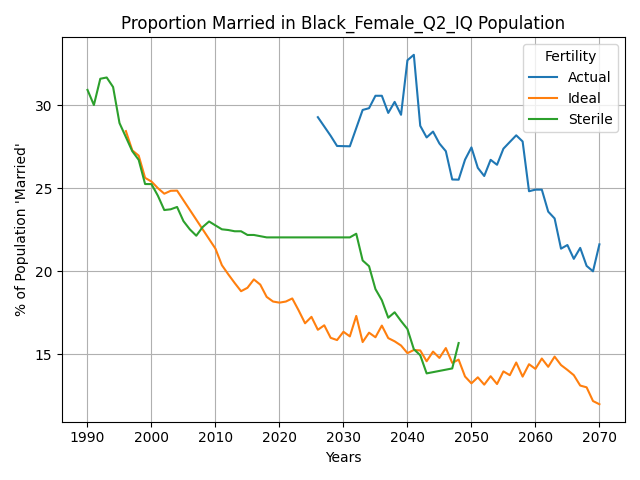 Proportion Married in Black_Female_Q2_IQ Population
Fertility
Actual
Ideal
Sterile
% of Population 'Married'
30
25
20
15
1990 2000 2010 2020 2030 2040 2050 2060 2070
Years